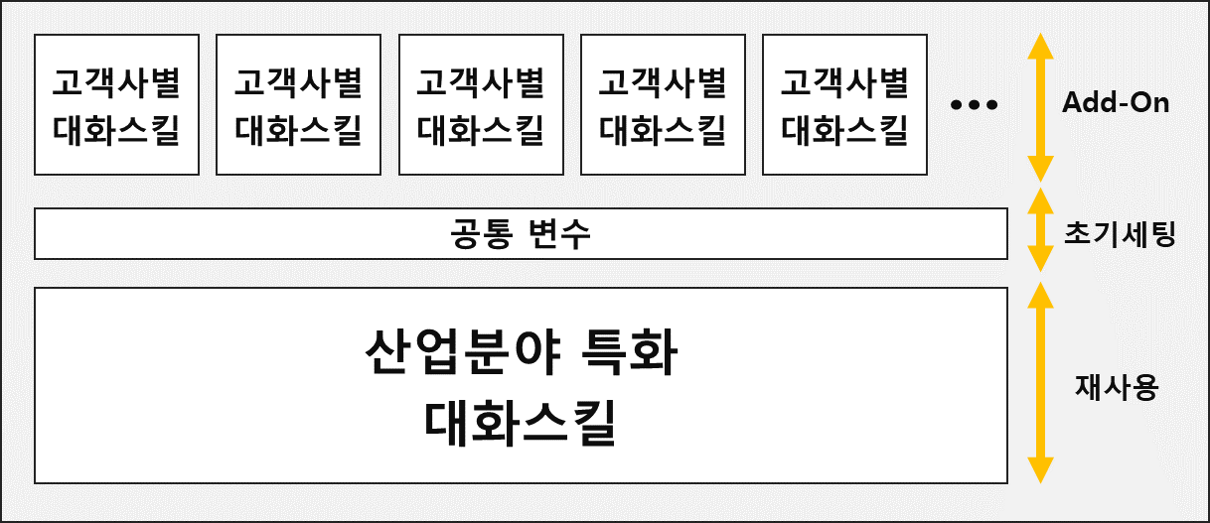 고객사별
대화스킬
고객사별
대화스킬
고객사별
대화스킬
고객사별
대화스킬
고객사별
대화스킬
•••
Add-On
공통 변수
초기세팅
산업분야 특화
대화스킬
재사용